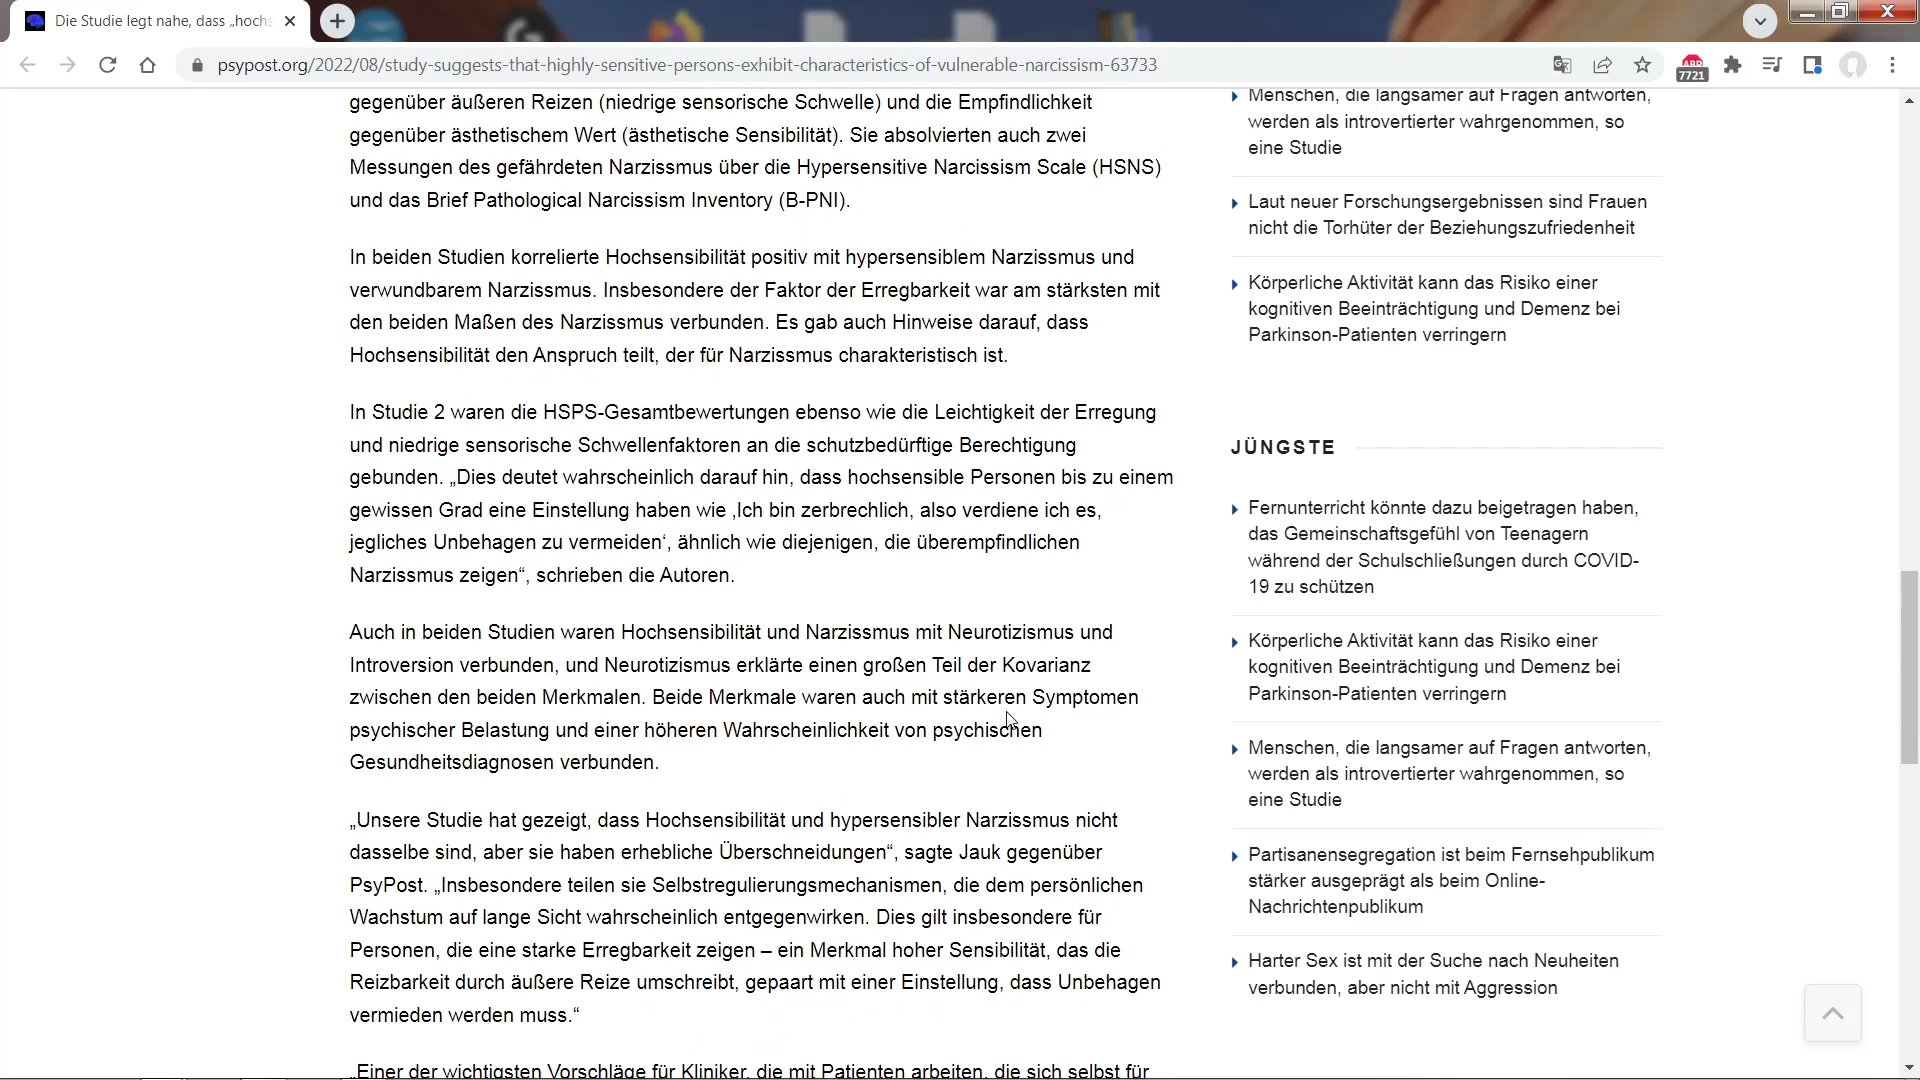 Die Studie legt nahe, dass „hochs
psypost.org/2022/08/study-suggests-that-highly-sensitive-persons-exhibit-characteristics-of-vulnerable-narcissism-63733
ABP
7721
gegenüber äußeren Reizen (niedrige sensorische Schwelle) und die Empfindlichkeit
gegenüber ästhetischem Wert (ästhetische Sensibilität). Sie absolvierten auch zwei
Messungen des gefährdeten Narzissmus über die Hypersensitive Narcissism Scale (HSNS)
und das Brief Pathological Narcissism Inventory (B-PNI).
In beiden Studien korrelierte Hochsensibilität positiv mit hypersensiblem Narzissmus und
verwundbarem Narzissmus. Insbesondere der Faktor der Erregbarkeit war am stärksten mit
den beiden Maßen des Narzissmus verbunden. Es gab auch Hinweise darauf, dass
Hochsensibilität den Anspruch teilt, der für Narzissmus charakteristisch ist.
In Studie 2 waren die HSPS-Gesamtbewertungen ebenso wie die Leichtigkeit der Erregung
und niedrige sensorische Schwellenfaktoren an die schutzbedürftige Berechtigung
gebunden. „Dies deutet wahrscheinlich darauf hin, dass hochsensible Personen bis zu einem
gewissen Grad eine Einstellung haben wie ‚Ich bin zerbrechlich, also verdiene ich es,
jegliches Unbehagen zu vermeiden‘, ähnlich wie diejenigen, die überempfindlichen
Narzissmus zeigen“, schrieben die Autoren.
Auch in beiden Studien waren Hochsensibilität und Narzissmus mit Neurotizismus und
Introversion verbunden, und Neurotizismus erklärte einen großen Teil der Kovarianz
zwischen den beiden Merkmalen. Beide Merkmale waren auch mit stärkeren Symptomen
psychischer Belastung und einer höheren Wahrscheinlichkeit von psychischen
Gesundheitsdiagnosen verbunden.
„Unsere Studie hat gezeigt, dass Hochsensibilität und hypersensibler Narzissmus nicht
dasselbe sind, aber sie haben erhebliche Überschneidungen“, sagte Jauk gegenüber
PsyPost. „Insbesondere teilen sie Selbstregulierungsmechanismen, die dem persönlichen
Wachstum auf lange Sicht wahrscheinlich entgegenwirken. Dies gilt insbesondere für
Personen, die eine starke Erregbarkeit zeigen – ein Merkmal hoher Sensibilität, das die
Reizbarkeit durch äußere Reize umschreibt, gepaart mit einer Einstellung, dass Unbehagen
vermieden werden muss.“
„Einer der wichtigsten Vorschläge für Kliniker, die mit Patienten arbeiten, die sich selbst für
Menschen, die langsamer auf Fragen antworten,
werden als introvertierter wahrgenommen, so
eine Studie
Laut neuer Forschungsergebnissen sind Frauen
nicht die Torhüter der Beziehungszufriedenheit
Körperliche Aktivität kann das Risiko einer
kognitiven Beeinträchtigung und Demenz bei
Parkinson-Patienten verringern
JÜNGSTE
Fernunterricht könnte dazu beigetragen haben,
das Gemeinschaftsgefühl von Teenagern
während der Schulschließungen durch COVID-
19 zu schützen
Körperliche Aktivität kann das Risiko einer
kognitiven Beeinträchtigung und Demenz bei
Parkinson-Patienten verringern
Menschen, die langsamer auf Fragen antworten,
werden als introvertierter wahrgenommen, so
eine Studie
Partisanensegregation ist beim Fernsehpublikum
stärker ausgeprägt als beim Online-
Nachrichtenpublikum
Harter Sex ist mit der Suche nach Neuheiten
verbunden, aber nicht mit Aggression